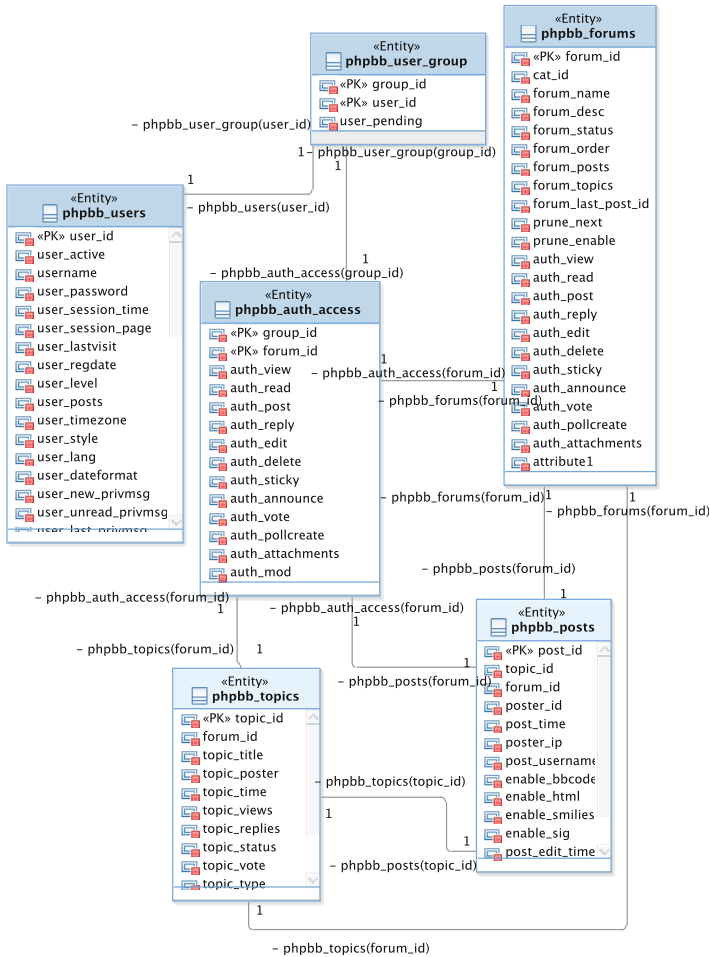 «Entity»
phpbb_forums
«PK» forum_id
cat_id
forum_name
forum_desc
forum_status
forum_order
forum_posts
forum_topics
forum_last_post_id
prune_next
prune_enable
auth_view
auth_read
auth_post
auth_reply
auth_edit
auth_delete
auth_sticky
auth_announce
auth_vote
auth_pollcreate
auth_attachments
attribute1
«Entity»
phpbb_user_group
«PK» group_id
«PK» user_id
user_pending
– phpbb_user_group(user_id)
1
– phpbb_user_group(group_id)
1
1
– phpbb_users(user_id)
«Entity»
phpbb_users
«PK» user_id
user_active
username
user_password
user_session_time
user_session_page
user_lastvisit
user_regdate
user_level
user_posts
user_timezone
user_style
user_lang
user_dateformat
user_new_privmsg
user_unread_privmsg
user_last_privmsg
1
– phpbb_auth_access(group_id)
«Entity»
phpbb_auth_access
«PK» group_id
«PK» forum_id
auth_view
auth_read
auth_post
auth_reply
auth_edit
auth_delete
auth_sticky
auth_announce
auth_vote
auth_pollcreate
auth_attachments
auth_mod
1
– phpbb_auth_access(forum_id)
1
– phpbb_forums(forum_id)
– phpbb_forums(forum_id)
1
1
– phpbb_forums(forum_id)
– phpbb_posts(forum_id)
1
– phpbb_auth_access(forum_id)
1
– phpbb_auth_access(forum_id)
1
– phpbb_topics(forum_id)
1
1
– phpbb_posts(forum_id)
«Entity»
phpbb_posts
«PK» post_id
topic_id
forum_id
poster_id
post_time
poster_ip
post_username
enable_bbcode
enable_html
enable_smilies
enable_sig
post_edit_time
«Entity»
phpbb_topics
«PK» topic_id
forum_id
topic_title
topic_poster
topic_time
topic_views
topic_replies
topic_status
topic_vote
topic_type
– phpbb_topics(topic_id)
1
1
– phpbb_posts(topic_id)
1
– phpbb_topics(forum_id)